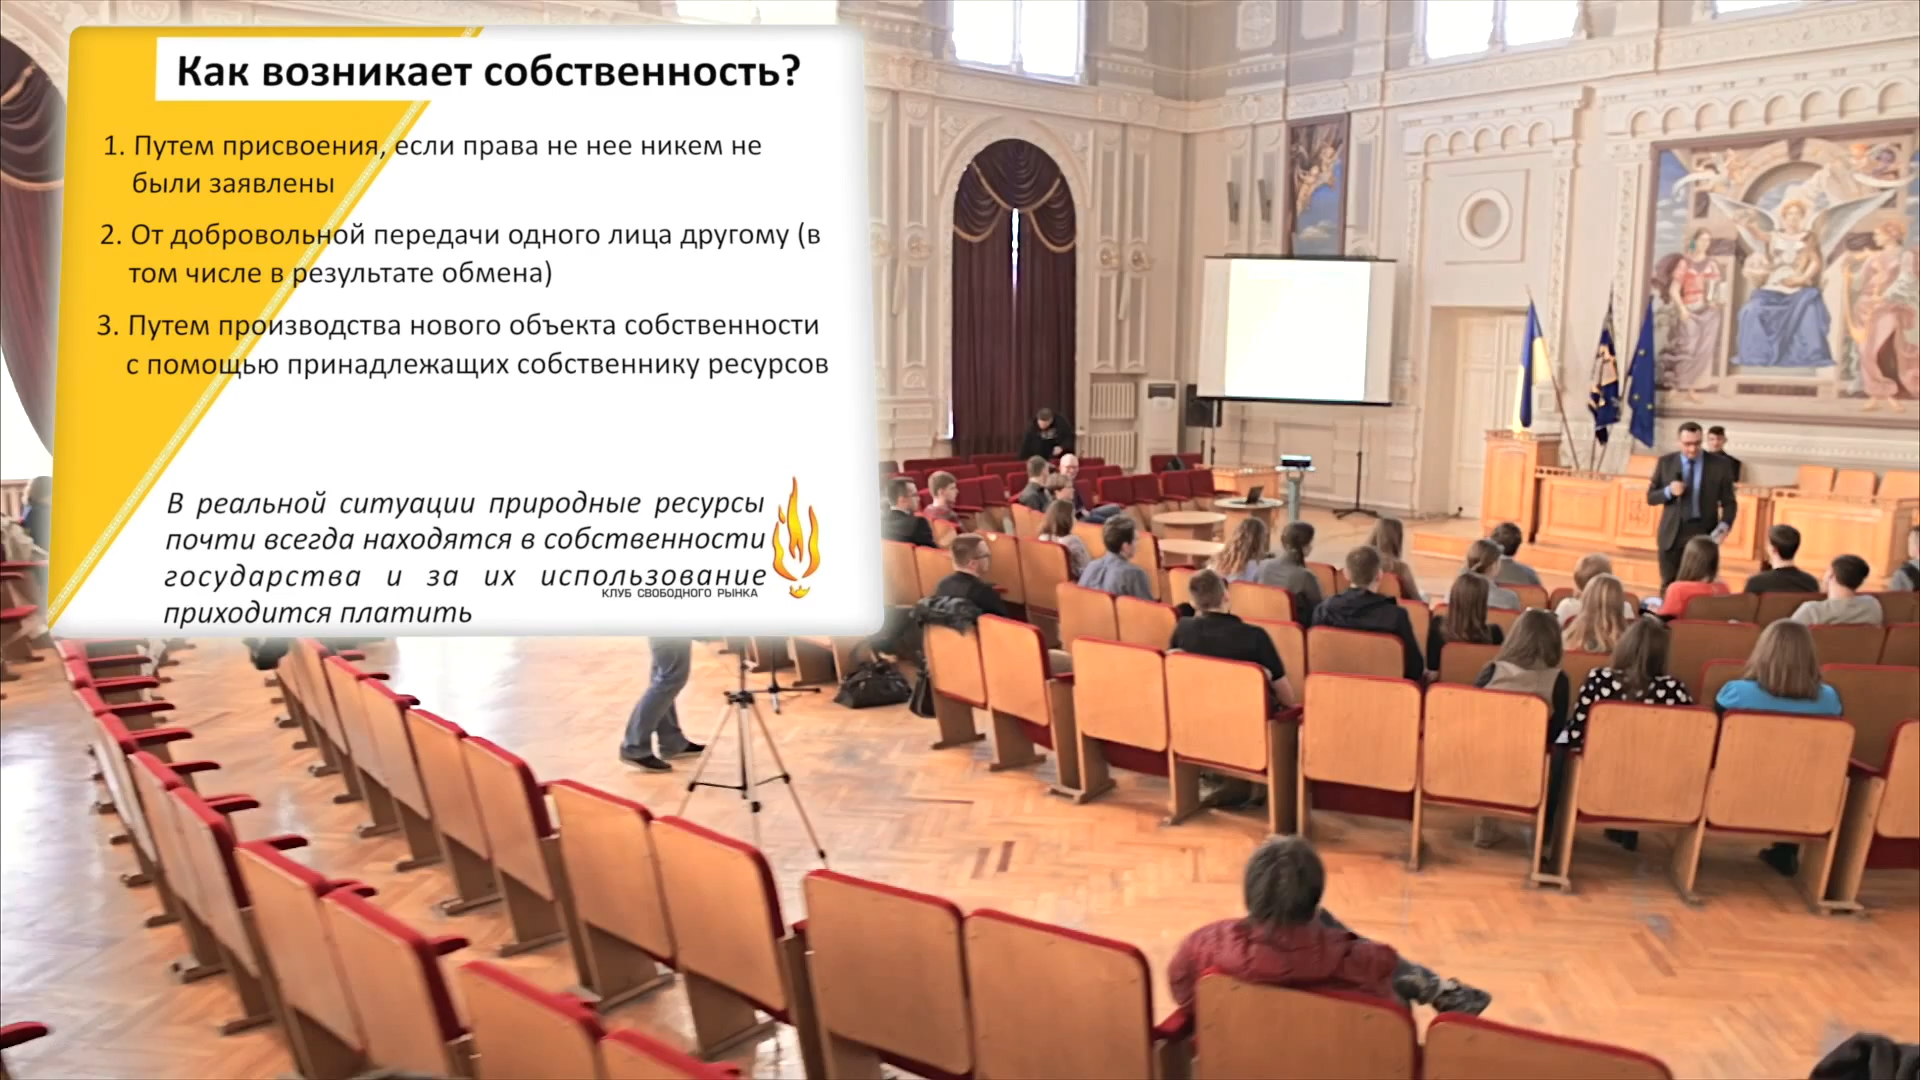 Как возникает собственность?
1. Путем присвоения, если права не нее никем не
были заявлены
2. От добровольной передачи одного лица другому (в
том числе в результате обмена)
3. Путем производства нового объекта собственности
с помощью принадлежащих собственнику ресурсов
В реальной ситуации природные ресурсы
почти всегда находятся в собственности
государства и за их использование
приходится платить
КЛУБ СВОБОДНОГО РЫНКА